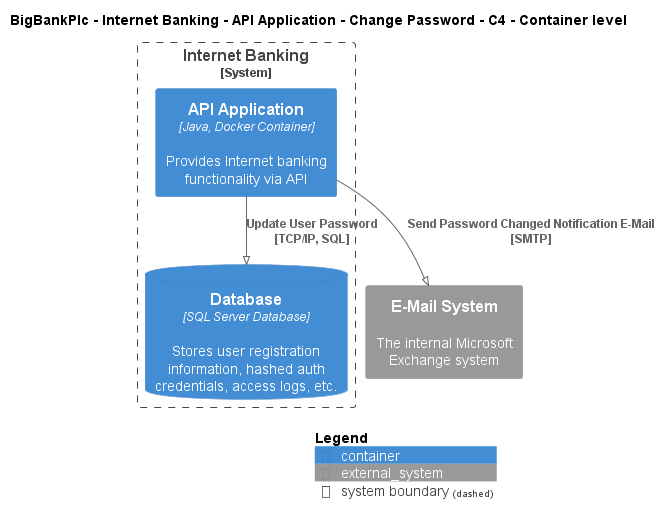 BigBankPlc - Internet Banking - API Application - Change Password - C4 - Container level
Internet Banking
[System]
API Application
[Java, Docker Container]
Provides Internet banking
functionality via API
Update User Password
[TCP/IP, SQL]
Send Password Changed Notification E-Mail
[SMTP]
Database
[SQL Server Database]
Stores user registration
information, hashed auth
credentials, access logs, etc.
E-Mail System
The internal Microsoft
Exchange system
Legend
container
external_system
system boundary (dashed)